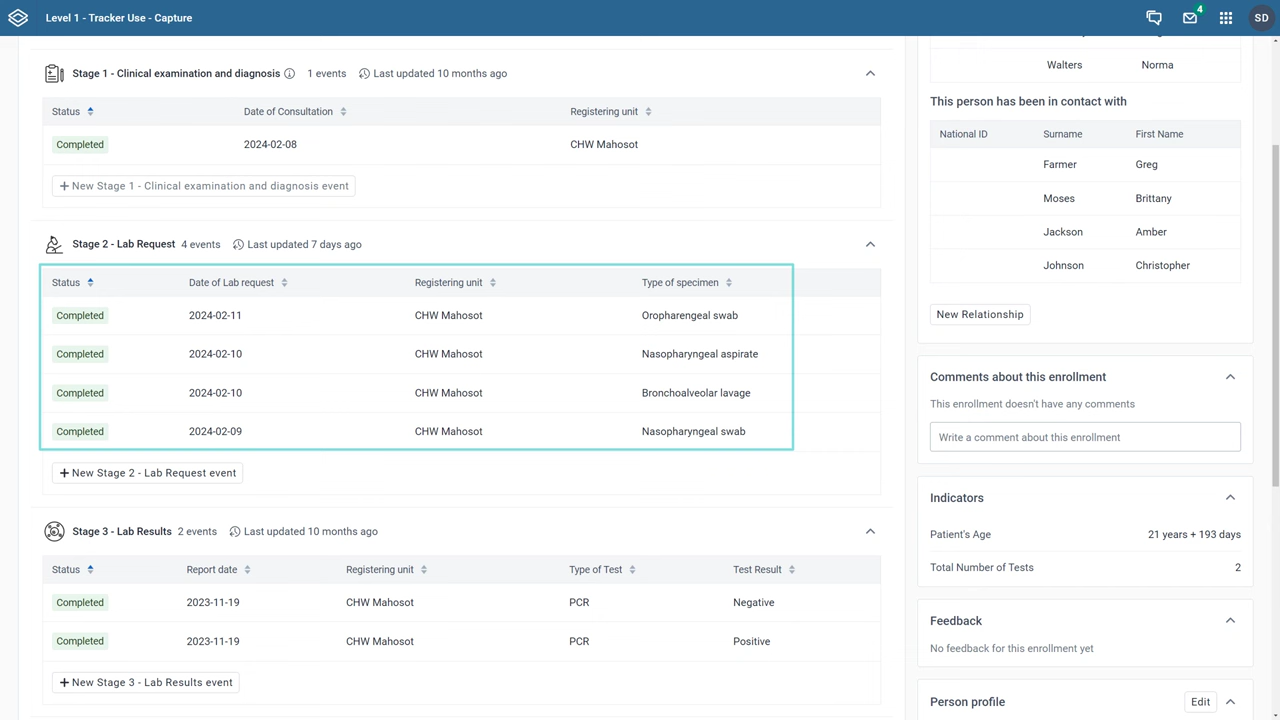 Level 1 - Tracker Use - Capture
4
SD
Stage 1 - Clinical examination and diagnosis 1 events Last updated 10 months ago
Status Date of Consultation Registering unit
Completed 2024-02-08 CHW Mahosot
+ New Stage 1 - Clinical examination and diagnosis event
Stage 2 - Lab Request 4 events Last updated 7 days ago
Status Date of Lab request Registering unit Type of specimen
Completed 2024-02-11 CHW Mahosot Oropharengeal swab
Completed 2024-02-10 CHW Mahosot Nasopharyngeal aspirate
Completed 2024-02-10 CHW Mahosot Bronchoalveolar lavage
Completed 2024-02-09 CHW Mahosot Nasopharyngeal swab
+ New Stage 2 - Lab Request event
Stage 3 - Lab Results 2 events Last updated 10 months ago
Status Report date Registering unit Type of Test Test Result
Completed 2023-11-19 CHW Mahosot PCR Negative
Completed 2023-11-19 CHW Mahosot PCR Positive
+ New Stage 3 - Lab Results event
Walters Norma
This person has been in contact with
National ID Surname First Name
Farmer Greg
Moses Brittany
Jackson Amber
Johnson Christopher
New Relationship
Comments about this enrollment
This enrollment doesn't have any comments
Write a comment about this enrollment
Indicators
Patient's Age 21 years + 193 days
Total Number of Tests 2
Feedback
No feedback for this enrollment yet
Person profile Edit